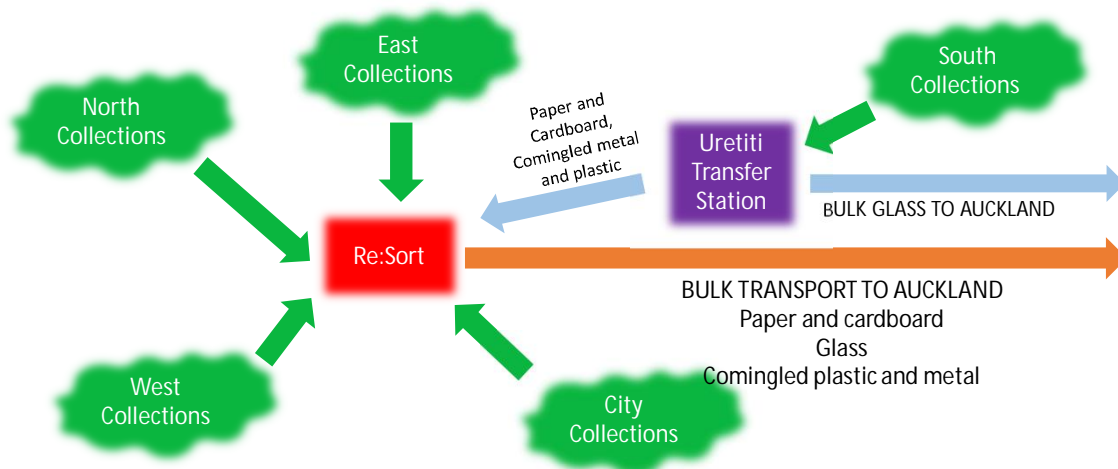 East
Collections
South
Collections
North
Collections
Paper and
Cardboard,
Comingled metal
and plastic
Uretiti
Transfer
Station
BULK GLASS TO AUCKLAND
Re:Sort
BULK TRANSPORT TO AUCKLAND
Paper and cardboard
Glass
Comingled plastic and metal
West
Collections
City
Collections